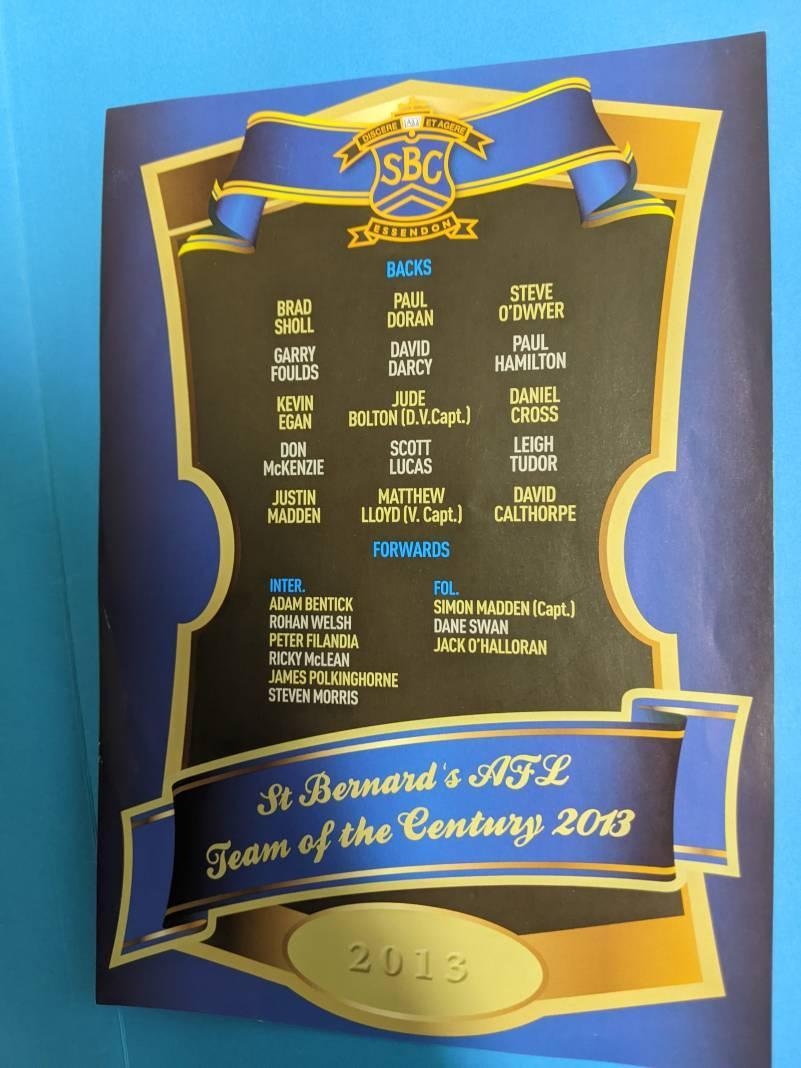 DISCERE ET AGERE
SBC
ESSENDON
BACKS
BRAD SHOLL PAUL DORAN STEVE O'DWYER
GARRY FOULDS DAVID DARCY PAUL HAMILTON
KEVIN EGAN JUDE BOLTON (D.V.Capt.) DANIEL CROSS
DON McKENZIE SCOTT LUCAS LEIGH TUDOR
JUSTIN MADDEN MATTHEW LLOYD (V. Capt.) DAVID CALTHORPE
FORWARDS
INTER.
ADAM BENTICK
ROHAN WELSH
PETER FILANDIA
RICKY McLEAN
JAMES POLKINGHORNE
STEVEN MORRIS
FOL.
SIMON MADDEN (Capt.)
DANE SWAN
JACK O'HALLORAN
St Bernard's AFL
Team of the Century 2013
2013